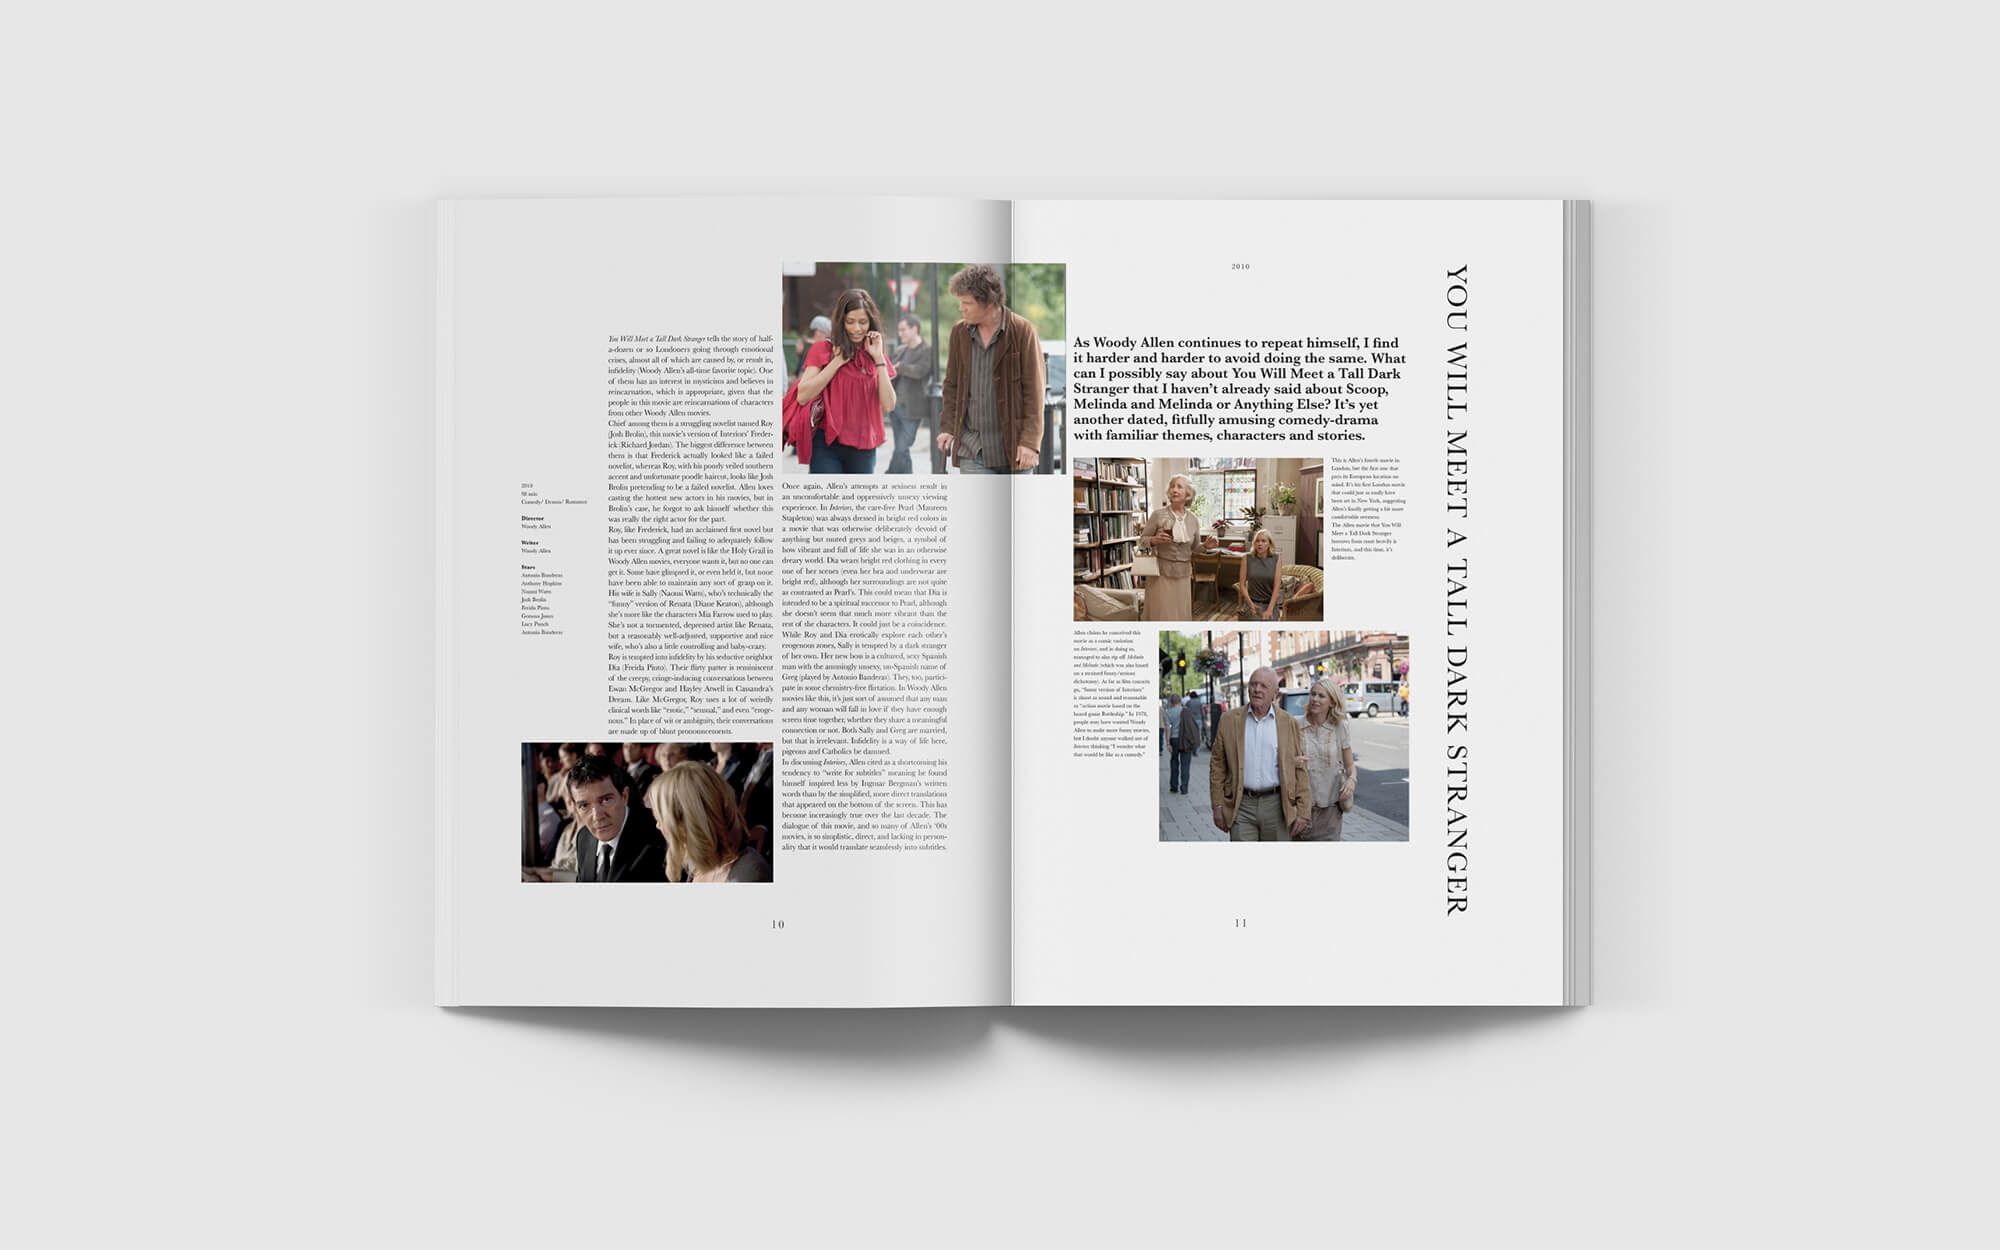 2010
98 min
Comedy/ Drama/ Romance
Director
Woody Allen
Writer
Woody Allen
Stars
Antonio Banderas
Anthony Hopkins
Naomi Watts
Josh Brolin
Freida Pinto
Gemma Jones
Lucy Punch
Antonio Banderas
You Will Meet a Tall Dark Stranger tells the story of half-
a-dozen or so Londoners going through emotional
crises, almost all of which are caused by, or result in,
infidelity (Woody Allen's all-time favorite topic). One
of them has an interest in mysticism and believes in
reincarnation, which is appropriate, given that the
people in this movie are reincarnations of characters
from other Woody Allen movies.
Chief among them is a struggling novelist named Roy
(Josh Brolin), this movie's version of Interiors' Freder-
ick (Richard Jordan). The biggest difference between
them is that Frederick actually looked like a failed
novelist, whereas Roy, with his poorly veiled southern
accent and unfortunate poodle haircut, looks like Josh
Brolin pretending to be a failed novelist. Allen loves
casting the hottest new actors in his movies, but in
Brolin's case, he forgot to ask himself whether this
was really the right actor for the part.
Roy, like Frederick, had an acclaimed first novel but
has been struggling and failing to adequately follow
it up ever since. A great novel is like the Holy Grail in
Woody Allen movies, everyone wants it, but no one can
get it. Some have glimpsed it, or even held it, but none
have been able to maintain any sort of grasp on it.
His wife is Sally (Naomi Watts), who's technically the
“funny” version of Renata (Diane Keaton), although
she's more like the characters Mia Farrow used to play.
She's not a tormented, depressed artist like Renata,
but a reasonably well-adjusted, supportive and nice
wife, who's also a little controlling and baby-crazy.
Roy is tempted into infidelity by his seductive neighbor
Dia (Freida Pinto). Their flirty patter is reminiscent
of the creepy, cringe-inducing conversations between
Ewan McGregor and Hayley Atwell in Cassandra's
Dream. Like McGregor, Roy uses a lot of weirdly
clinical words like “erotic,” “sensual,” and even “eroge-
nous.” In place of wit or ambiguity, their conversations
are made up of blunt pronouncements.
Once again, Allen's attempts at sexiness result in
an uncomfortable and oppressively unsexy viewing
experience. In Interiors, the care-free Pearl (Maureen
Stapleton) was always dressed in bright red colors in
a movie that was otherwise deliberately devoid of
anything but muted greys and beiges, a symbol of
how vibrant and full of life she was in an otherwise
dreary world. Dia wears bright red clothing in every
one of her scenes (even her bra and underwear are
bright red), although her surroundings are not quite
as contrasted as Pearl's. This could mean that Dia is
intended to be a spiritual successor to Pearl, although
she doesn't seem that much more vibrant than the
rest of the characters. It could just be a coincidence.
While Roy and Dia erotically explore each other's
erogenous zones, Sally is tempted by a dark stranger
of her own. Her new boss is a cultured, sexy Spanish
man with the amusingly unsexy, un-Spanish name of
Greg (played by Antonio Banderas). They, too, partici-
pate in some chemistry-free flirtation. In Woody Allen
movies like this, it's just sort of assumed that any man
and any woman will fall in love if they have enough
screen time together, whether they share a meaningful
connection or not. Both Sally and Greg are married,
but that is irrelevant. Infidelity is a way of life here,
pigeons and Catholics be damned.
In discussing Interiors, Allen cited as a shortcoming his
tendency to “write for subtitles” meaning he found
himself inspired less by Ingmar Bergman's written
words than by the simplified, more direct translations
that appeared on the bottom of the screen. This has
become increasingly true over the last decade. The
dialogue of this movie, and so many of Allen's '00s
movies, is so simplistic, direct, and lacking in person-
ality that it would translate seamlessly into subtitles.
10
2010
As Woody Allen continues to repeat himself, I find
it harder and harder to avoid doing the same. What
can I possibly say about You Will Meet a Tall Dark
Stranger that I haven't already said about Scoop,
Melinda and Melinda or Anything Else? It's yet
another dated, fitfully amusing comedy-drama
with familiar themes, characters and stories.
This is Allen's fourth movie in
London, but the first one that
pays its European location no
mind. It's his first London movie
that could just as easily have
been set in New York, suggesting
Allen's finally getting a bit more
comfortable overseas.
The Allen movie that You Will
Meet a Tall Dark Stranger
borrows from most heavily is
Interiors, and this time, it's
deliberate.
Allen claims he conceived this
movie as a comic variation
on Interiors, and in doing so,
managed to also rip off Melinda
and Melinda (which was also based
on a strained funny/serious
dichotomy). As far as film concepts
go, “funny version of Interiors”
is about as sound and reasonable
as “action movie based on the
board game Battleship.” In 1978,
people may have wanted Woody
Allen to make more funny movies,
but I doubt anyone walked out of
Interiors thinking “I wonder what
that would be like as a comedy.”
11
YOU WILL MEET A TALL DARK STRANGER